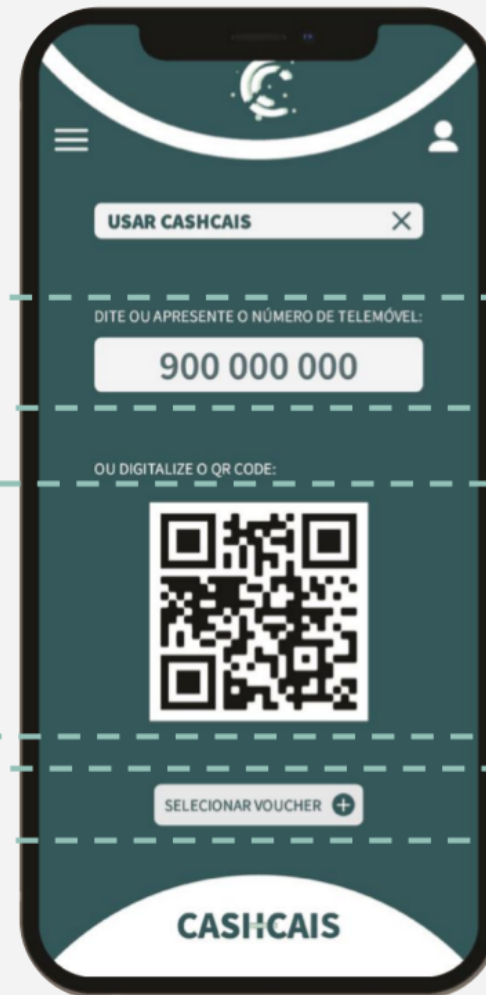 USAR CASHCAIS
DITE OU APRESENTE O NÚMERO DE TELEMÓVEL:
900 000 000
OU DIGITALIZE O QR CODE:
SELECIONAR VOUCHER
CASHCAIS